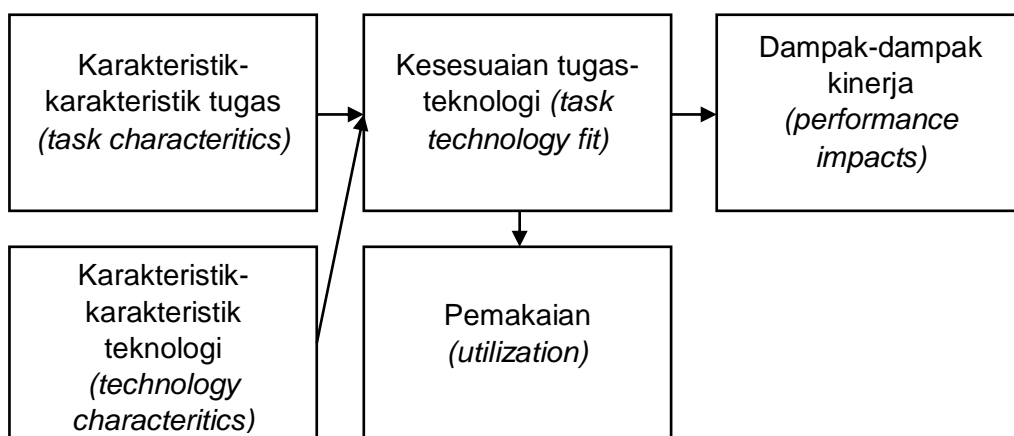 Karakteristik-
karakteristik tugas
(task characteritics)
Kesesuaian tugas-
teknologi (task
technology fit)
Dampak-dampak
kinerja
(performance
impacts)
Karakteristik-
karakteristik
teknologi
(technology
characteritics)
Pemakaian
(utilization)